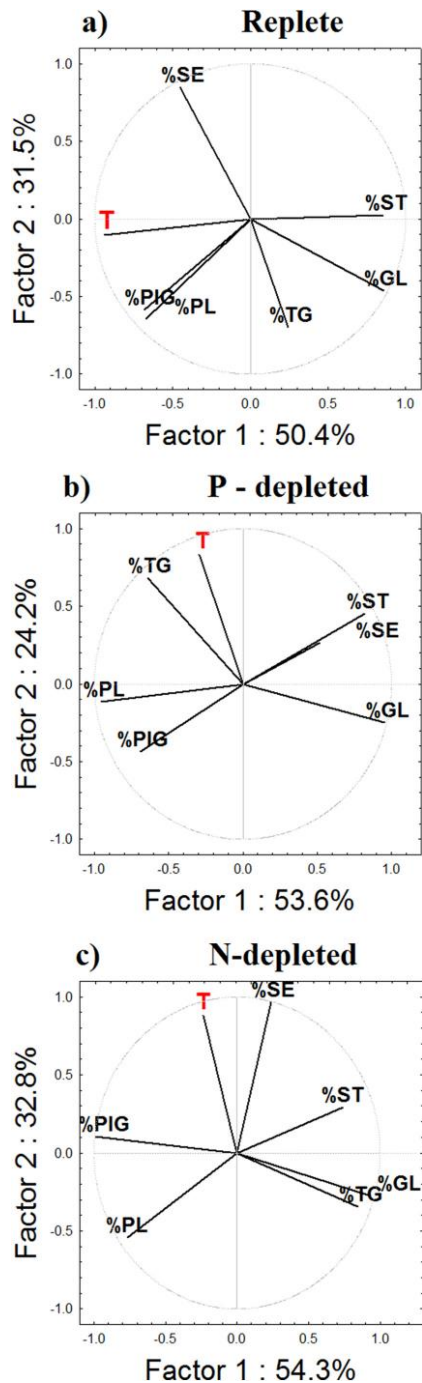 a) Replete
1.0
%SE
0.5
%ST
0.0
T
Factor 2 : 31.5%
%GL
%PIG
%PL
-0.5
%TG
-1.0
-1.0 -0.5 0.0 0.5 1.0
Factor 1 : 50.4%
b) P - depleted
1.0
T
%TG
0.5
%ST
%SE
Factor 2 : 24.2%
0.0
%PL
%GL
%PIG
-0.5
-1.0
-1.0 -0.5 0.0 0.5 1.0
Factor 1 : 53.6%
c) N-depleted
1.0
T
%SE
0.5
%ST
%PIG
Factor 2 : 32.8%
0.0
%GL
%TG
%PL
-0.5
-1.0
-1.0 -0.5 0.0 0.5 1.0
Factor 1 : 54.3%